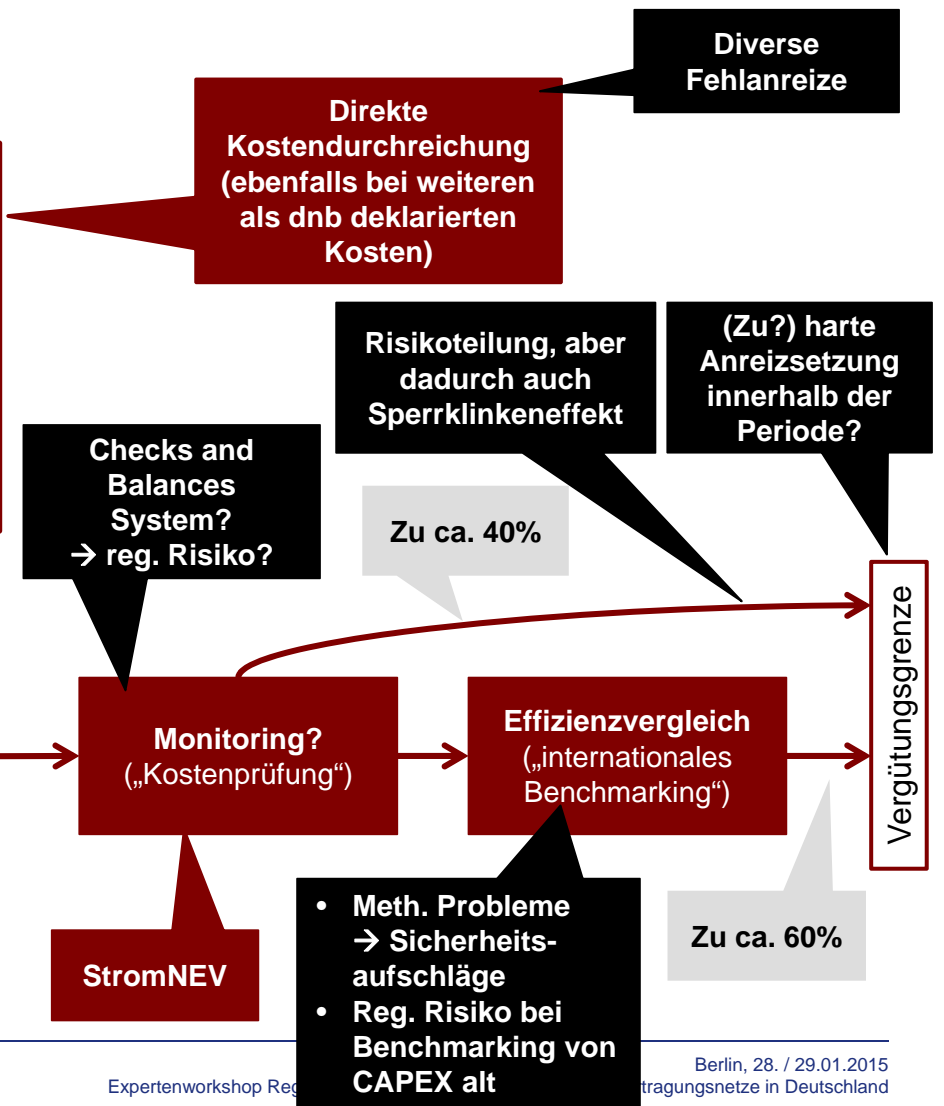 Diverse
Fehlanreize
Direkte
Kostendurchreichung
(ebenfalls bei weiteren
als dnb deklarierten
Kosten)
Risikoteilung, aber
dadurch auch
Sperrklinkeneffekt
(Zu?) harte
Anreizsetzung
innerhalb der
Periode?
Checks and
Balances
System?
→ reg. Risiko?
Zu ca. 40%
Monitoring?
(„Kostenprüfung“)
Effizienzvergleich
(„internationales
Benchmarking“)
Vergütungsgrenze
StromNEV
• Meth. Probleme
→ Sicherheits-
aufschläge
• Reg. Risiko bei
Benchmarking von
CAPEX alt
Zu ca. 60%
Berlin, 28. / 29.01.2015
Expertenworkshop Reg tragungsnetze in Deutschland